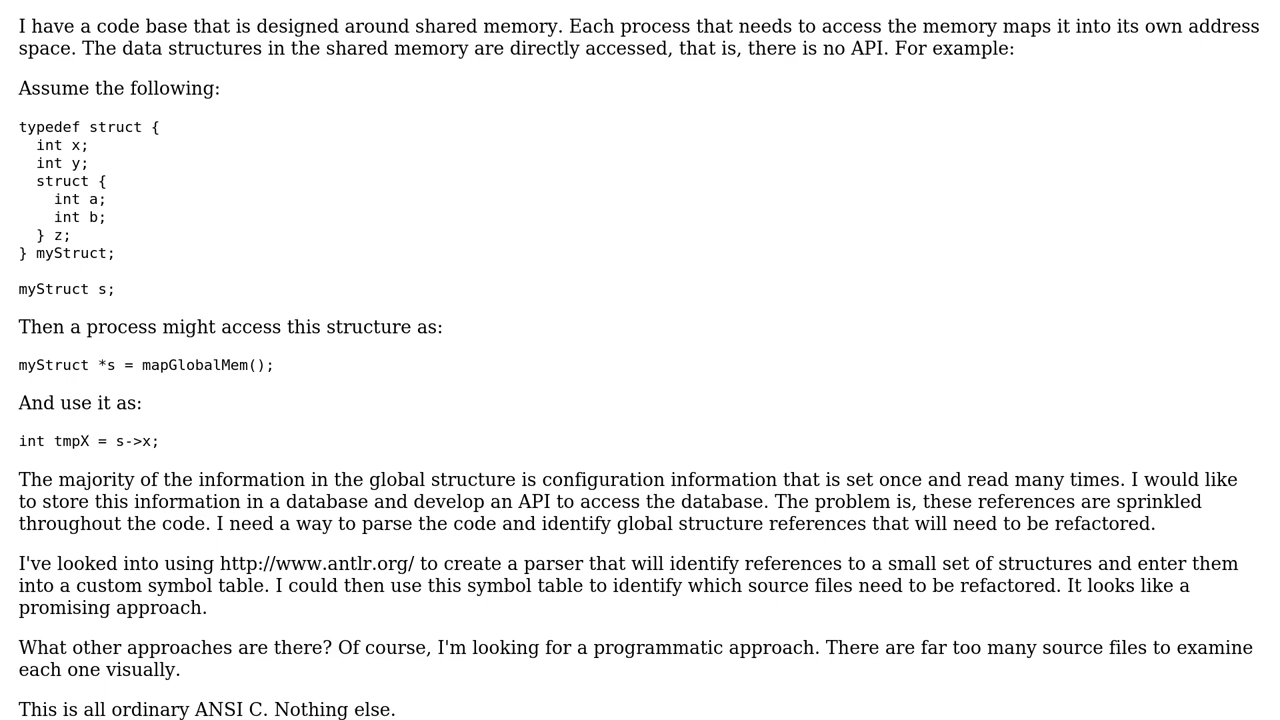 I have a code base that is designed around shared memory. Each process that needs to access the memory maps it into its own address
space. The data structures in the shared memory are directly accessed, that is, there is no API. For example:
Assume the following:
typedef struct {
  int x;
  int y;
  struct {
    int a;
    int b;
  } z;
} myStruct;
myStruct s;
Then a process might access this structure as:
myStruct *s = mapGlobalMem();
And use it as:
int tmpX = s->x;
The majority of the information in the global structure is configuration information that is set once and read many times. I would like
to store this information in a database and develop an API to access the database. The problem is, these references are sprinkled
throughout the code. I need a way to parse the code and identify global structure references that will need to be refactored.
I've looked into using http://www.antlr.org/ to create a parser that will identify references to a small set of structures and enter them
into a custom symbol table. I could then use this symbol table to identify which source files need to be refactored. It looks like a
promising approach.
What other approaches are there? Of course, I'm looking for a programmatic approach. There are far too many source files to examine
each one visually.
This is all ordinary ANSI C. Nothing else.